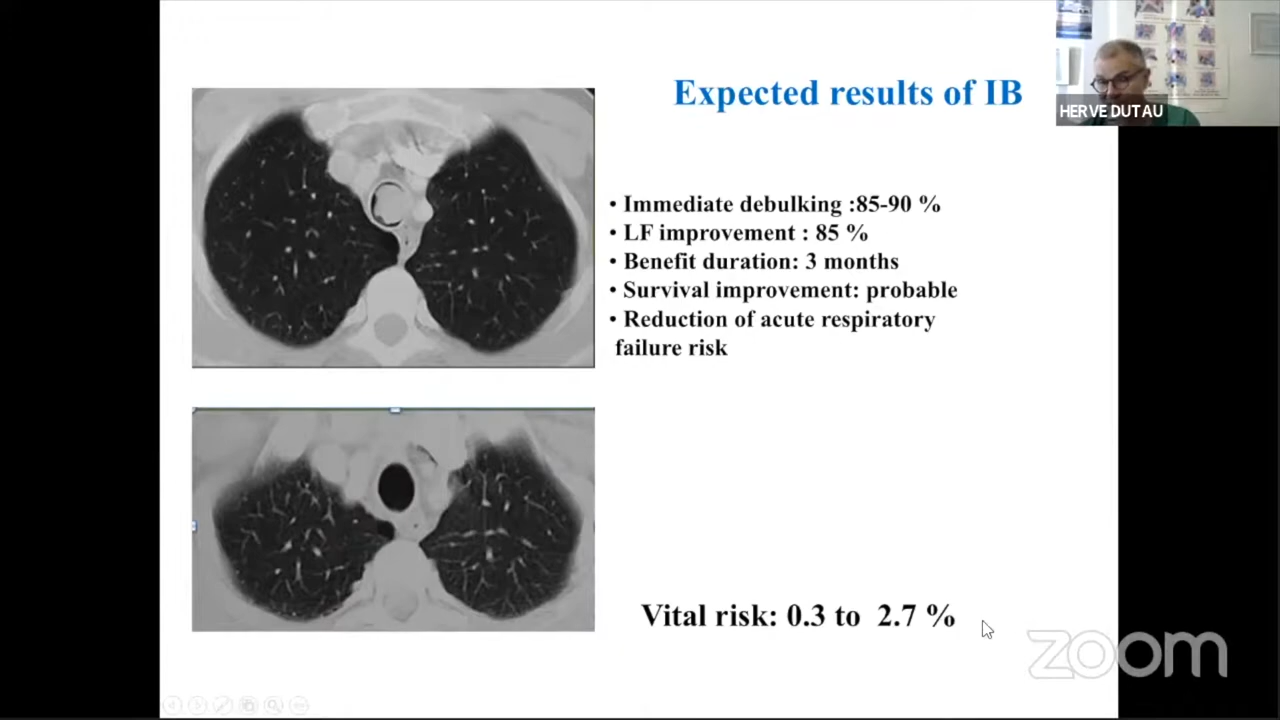 Expected results of IB
HERVE DUTAU
• Immediate debulking :85-90 %
• LF improvement : 85 %
• Benefit duration: 3 months
• Survival improvement: probable
• Reduction of acute respiratory
failure risk
Vital risk: 0.3 to  2.7 %
zoom